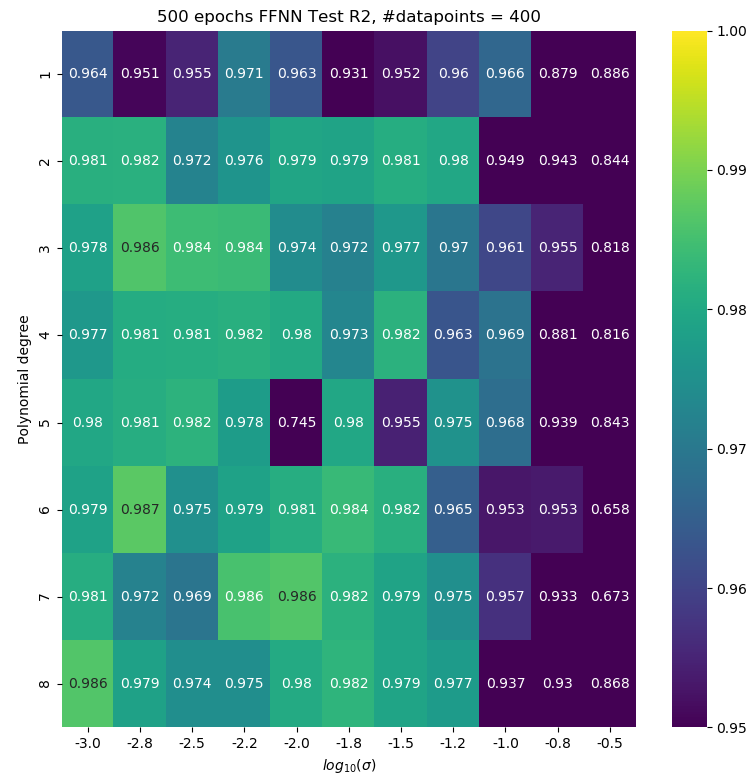 500 epochs FFNN Test R2, #datapoints = 400
Polynomial degree
1 0.964 0.951 0.955 0.971 0.963 0.931 0.952 0.96 0.966 0.879 0.886
2 0.981 0.982 0.972 0.976 0.979 0.979 0.981 0.98 0.949 0.943 0.844
3 0.978 0.986 0.984 0.984 0.974 0.972 0.977 0.97 0.961 0.955 0.818
4 0.977 0.981 0.981 0.982 0.98 0.973 0.982 0.963 0.969 0.881 0.816
5 0.98 0.981 0.982 0.978 0.745 0.98 0.955 0.975 0.968 0.939 0.843
6 0.979 0.987 0.975 0.979 0.981 0.984 0.982 0.965 0.953 0.953 0.658
7 0.981 0.972 0.969 0.986 0.986 0.982 0.979 0.975 0.957 0.933 0.673
8 0.986 0.979 0.974 0.975 0.98 0.982 0.979 0.977 0.937 0.93 0.868
-3.0 -2.8 -2.5 -2.2 -2.0 -1.8 -1.5 -1.2 -1.0 -0.8 -0.5
log10(σ)
1.00
0.99
0.98
0.97
0.96
0.95